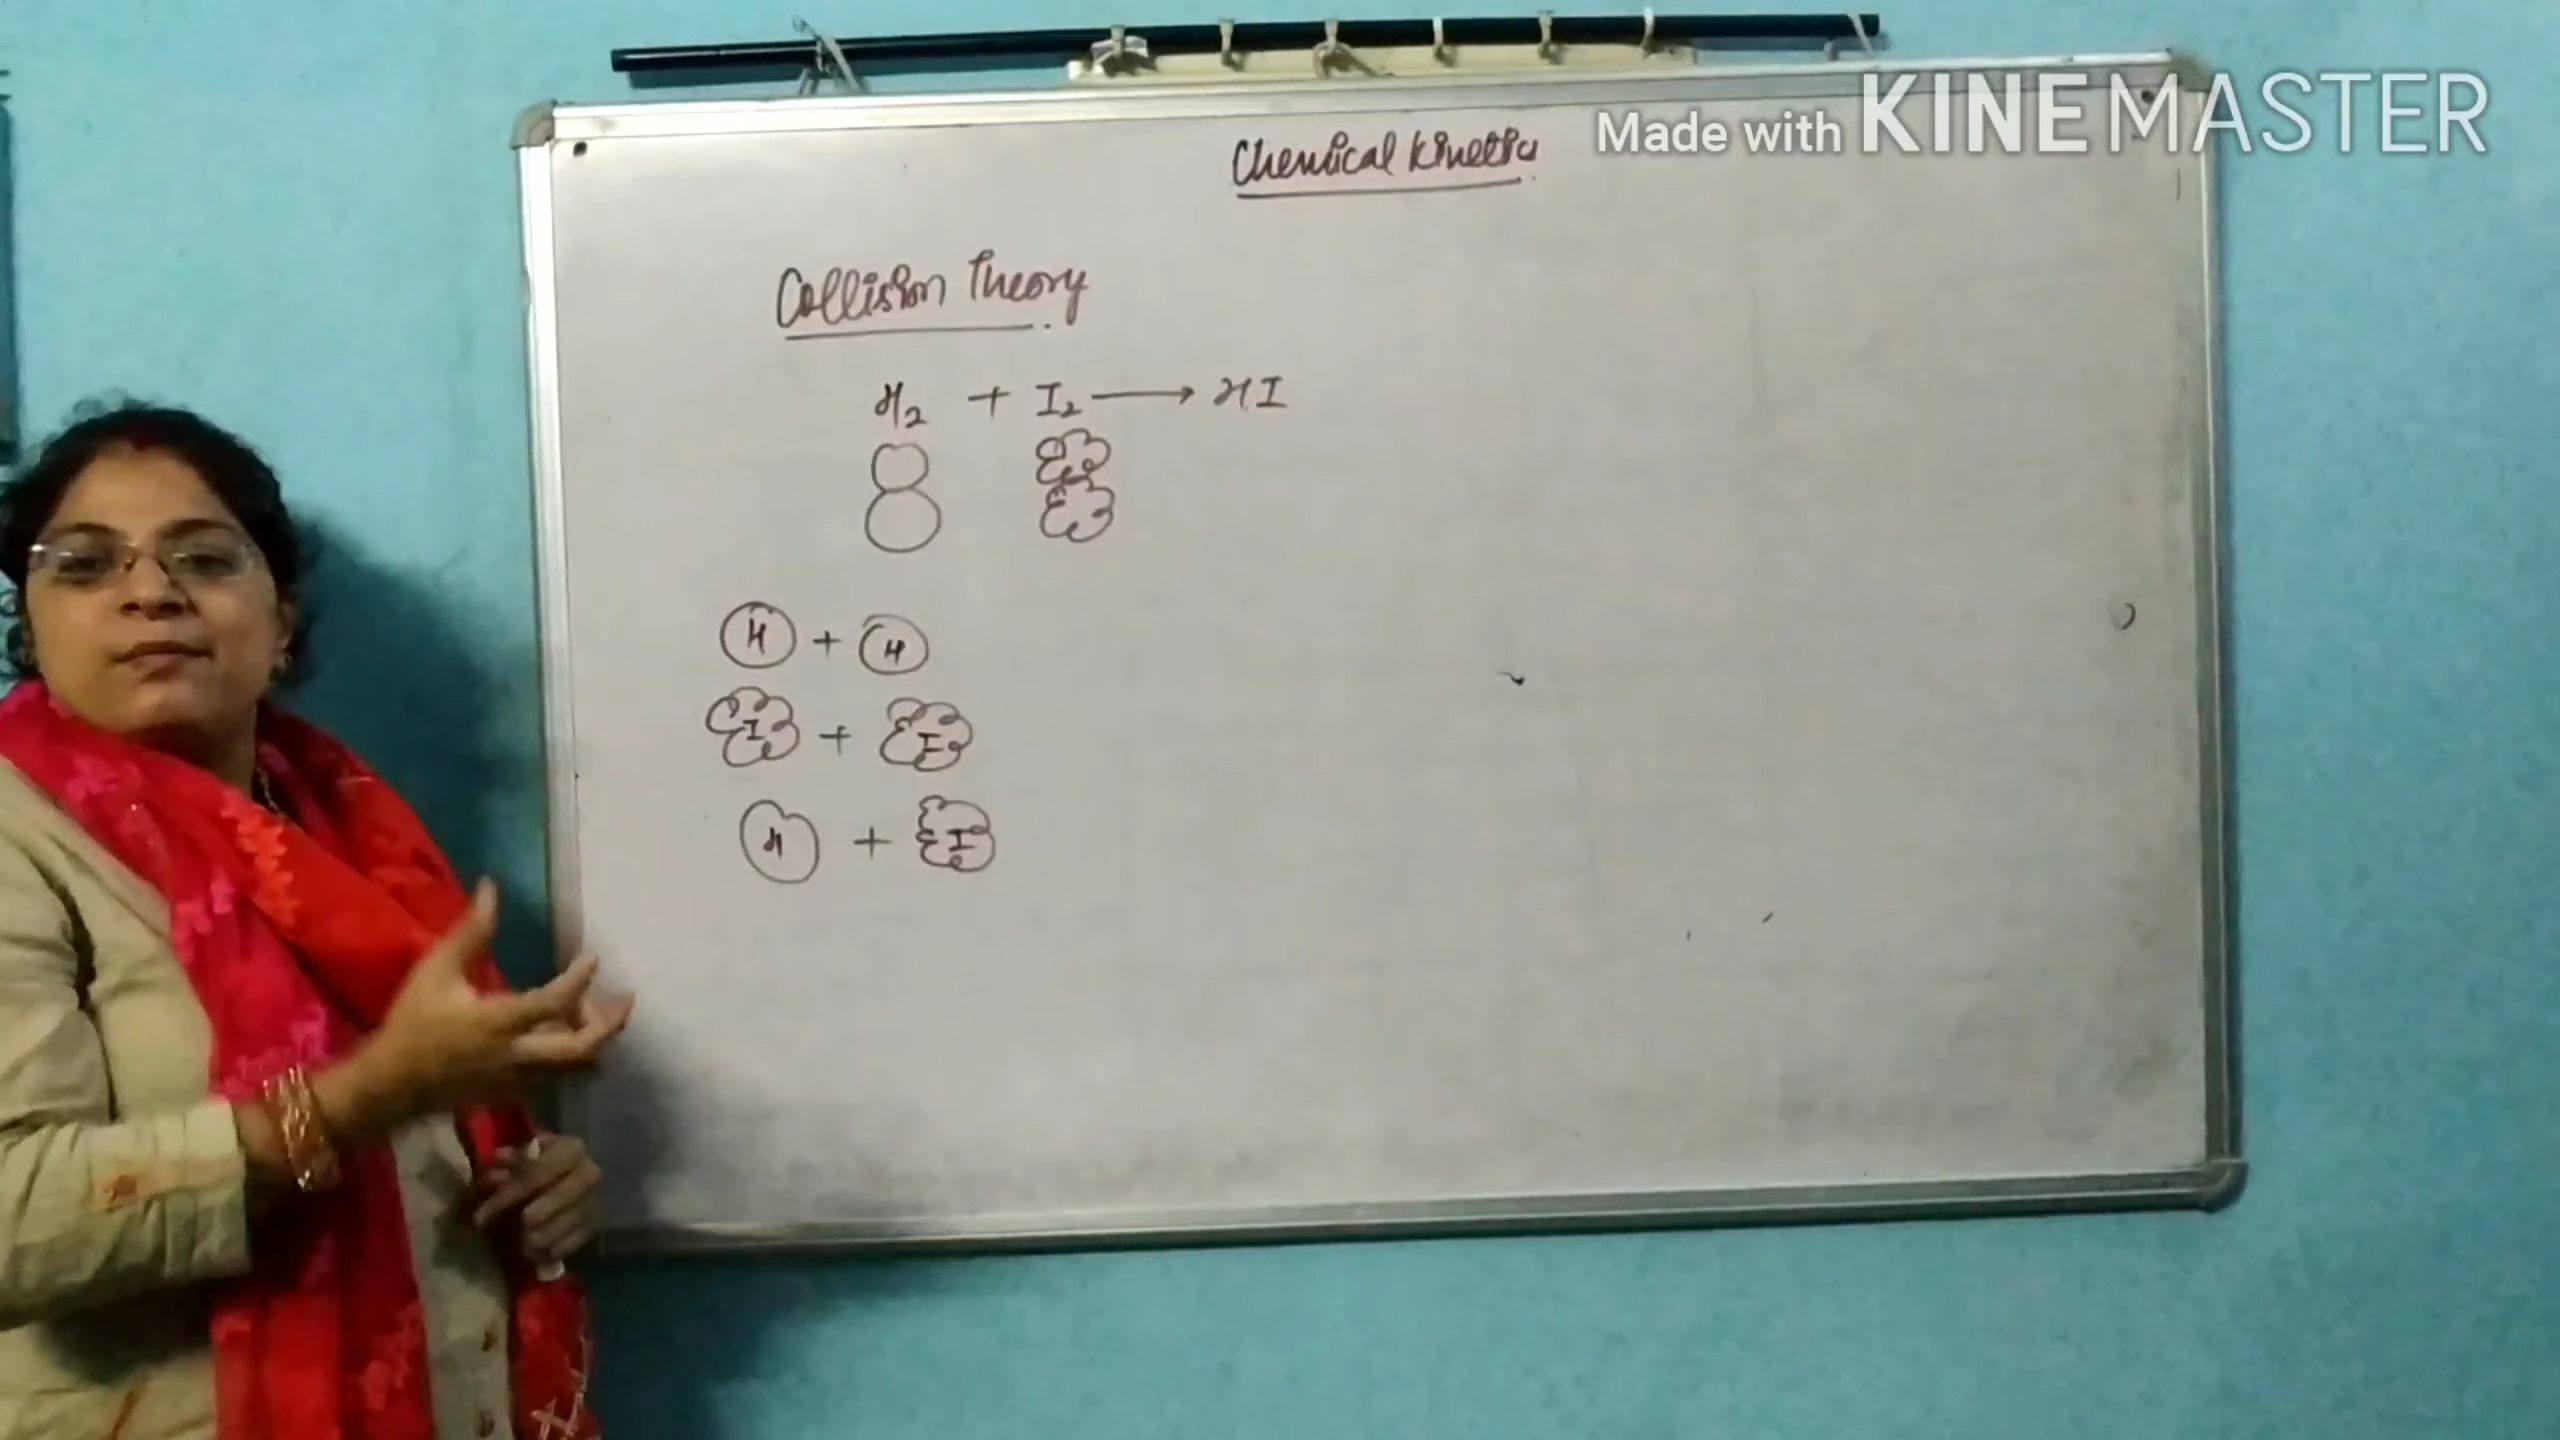 Made with KINEMASTER
Chemical Kinetics
Collision Theory
H2 + I2 → HI
H + H
I + I
H + I